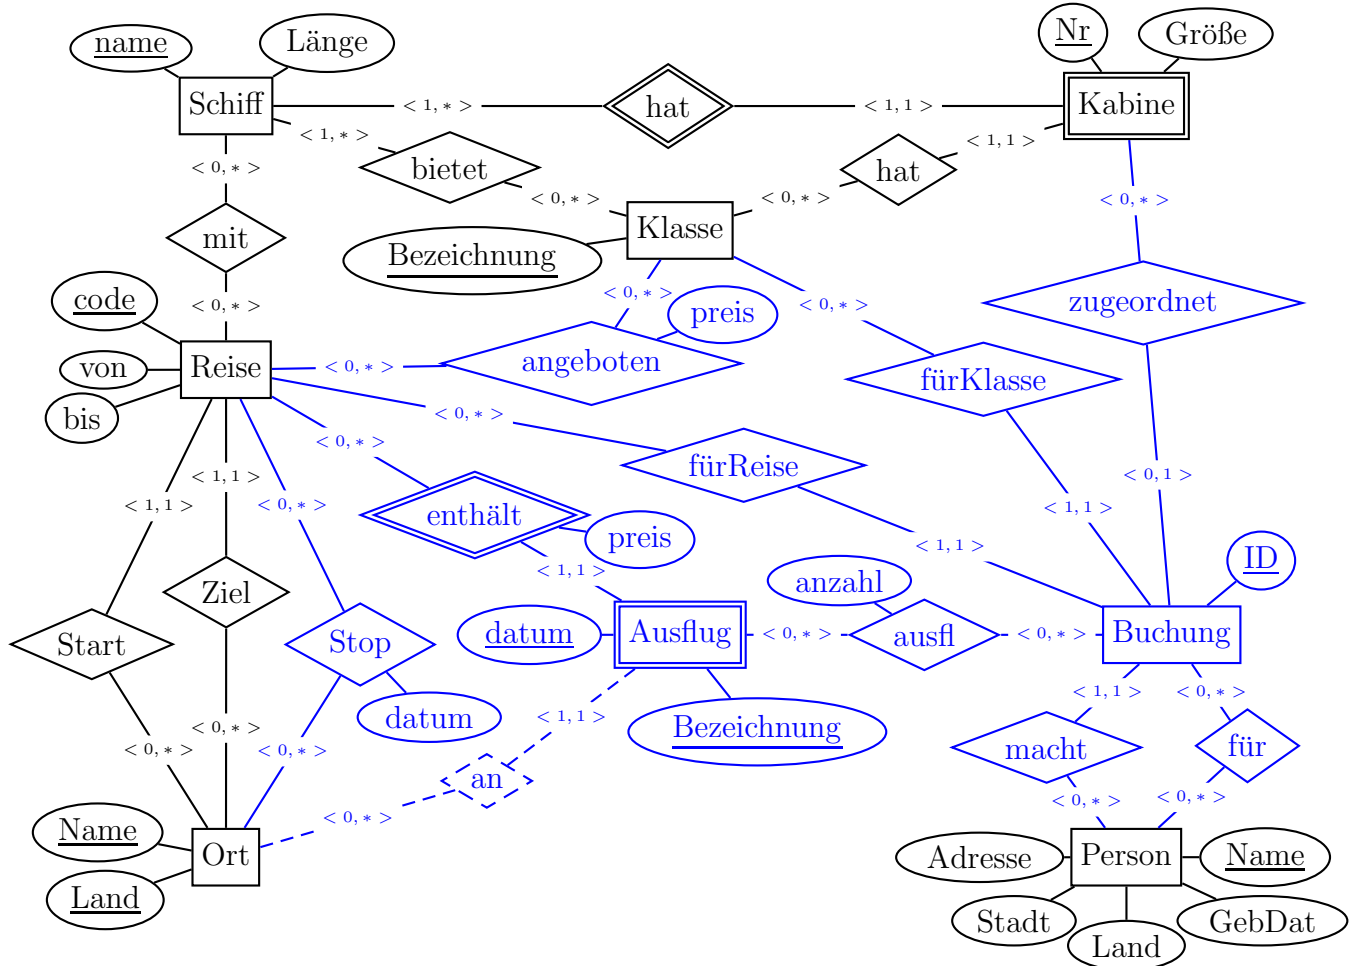 name
Länge
Nr
Größe
Schiff
< 1, ∗ >
hat
< 1, 1 >
Kabine
< 1, ∗ >
bietet
< 0, ∗ >
hat
< 1, 1 >
< 0, ∗ >
< 0, ∗ >
< 0, ∗ >
mit
Klasse
Bezeichnung
< 0, ∗ >
code
< 0, ∗ >
preis
< 0, ∗ >
zugeordnet
von
Reise
< 0, ∗ >
angeboten
fürKlasse
bis
< 0, ∗ >
< 0, ∗ >
fürReise
< 1, 1 >
< 0, 1 >
< 1, 1 >
< 0, ∗ >
enthält
preis
< 1, 1 >
< 1, 1 >
ID
< 1, 1 >
anzahl
Ziel
Start
Stop
datum
Ausflug
< 0, ∗ >
ausfl
< 0, ∗ >
Buchung
< 1, 1 >
< 0, ∗ >
datum
< 1, 1 >
Bezeichnung
< 0, ∗ >
< 0, ∗ >
< 0, ∗ >
macht
für
an
< 0, ∗ >
< 0, ∗ >
< 0, ∗ >
Name
Ort
Adresse
Person
Name
Land
Stadt
GebDat
Land